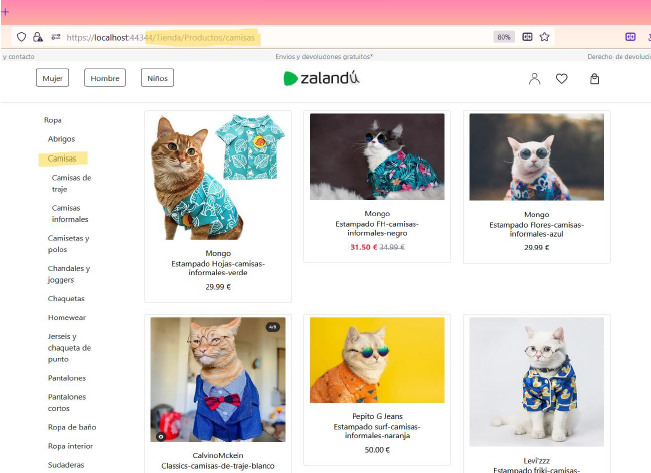 https://localhost:44344/Tienda/Productos/camisas
80%
y contacto
Envios y devoluciones gratuitos*
Derecho de devoluci
Mujer
Hombre
Niños
zalandú
Ropa
Abrigos
Camisas
Camisas de
traje
Camisas
informales
Camisetas y
polos
Chandales y
joggers
Chaquetas
Homewear
Jerseis y
chaqueta de
punto
Pantalones
Pantalones
cortos
Ropa de baño
Ropa interior
Sudaderas
Mongo
Estampado Hojas-camisas-
informales-verde
29.99 €
Mongo
Estampado FH-camisas-
informales-negro
31.50 € 34.99 €
Mongo
Estampado Flores-camisas-
informales-azul
29.99 €
4/8
CalvinoMckein
Classics-camisas-de-traje-blanco
Pepito G Jeans
Estampado surf-camisas-
informales-naranja
50.00 €
Levi'zzz
Estampado friki-camisas-